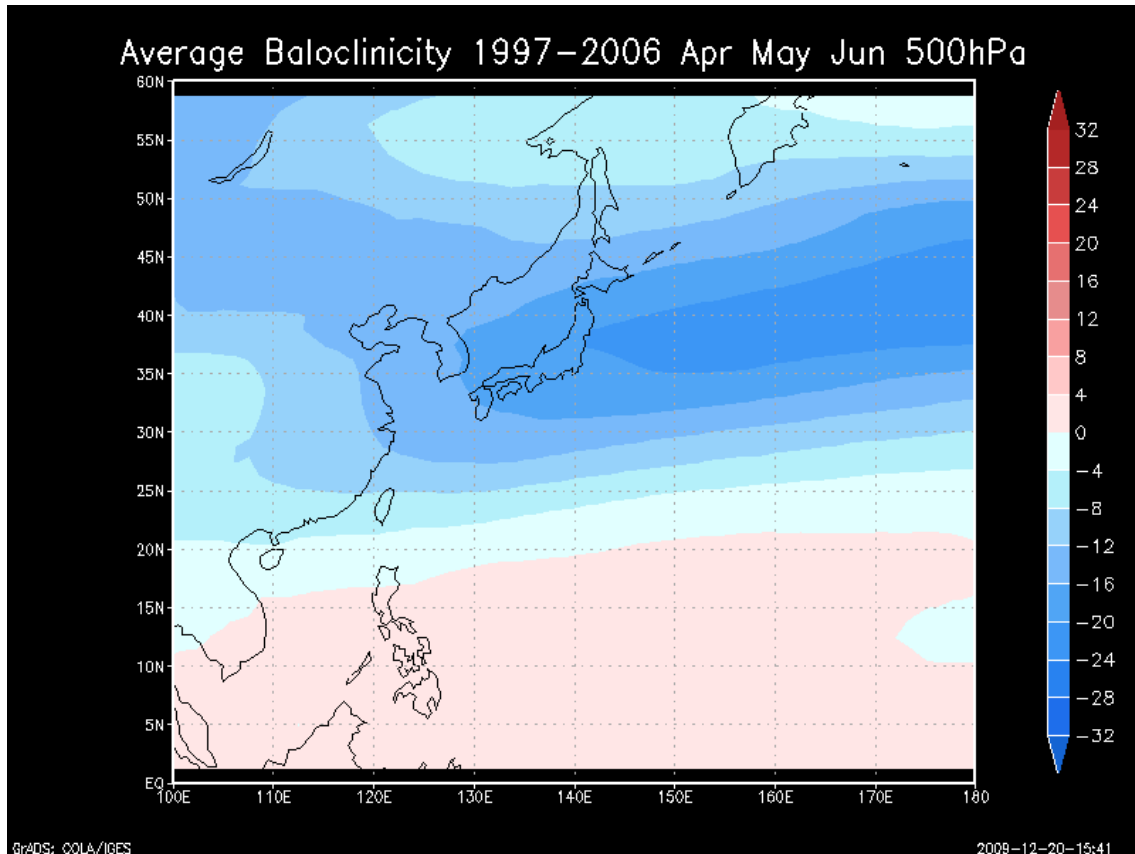 Average Baloclinicity 1997-2006 Apr May Jun 500hPa
60N
55N
50N
45N
40N
35N
30N
25N
20N
15N
10N
5N
EQ
100E 110E 120E 130E 140E 150E 160E 170E 180
32
28
24
20
16
12
8
4
0
-4
-8
-12
-16
-20
-24
-28
-32
GrADS: COLA/IGES 2009-12-20-15:41